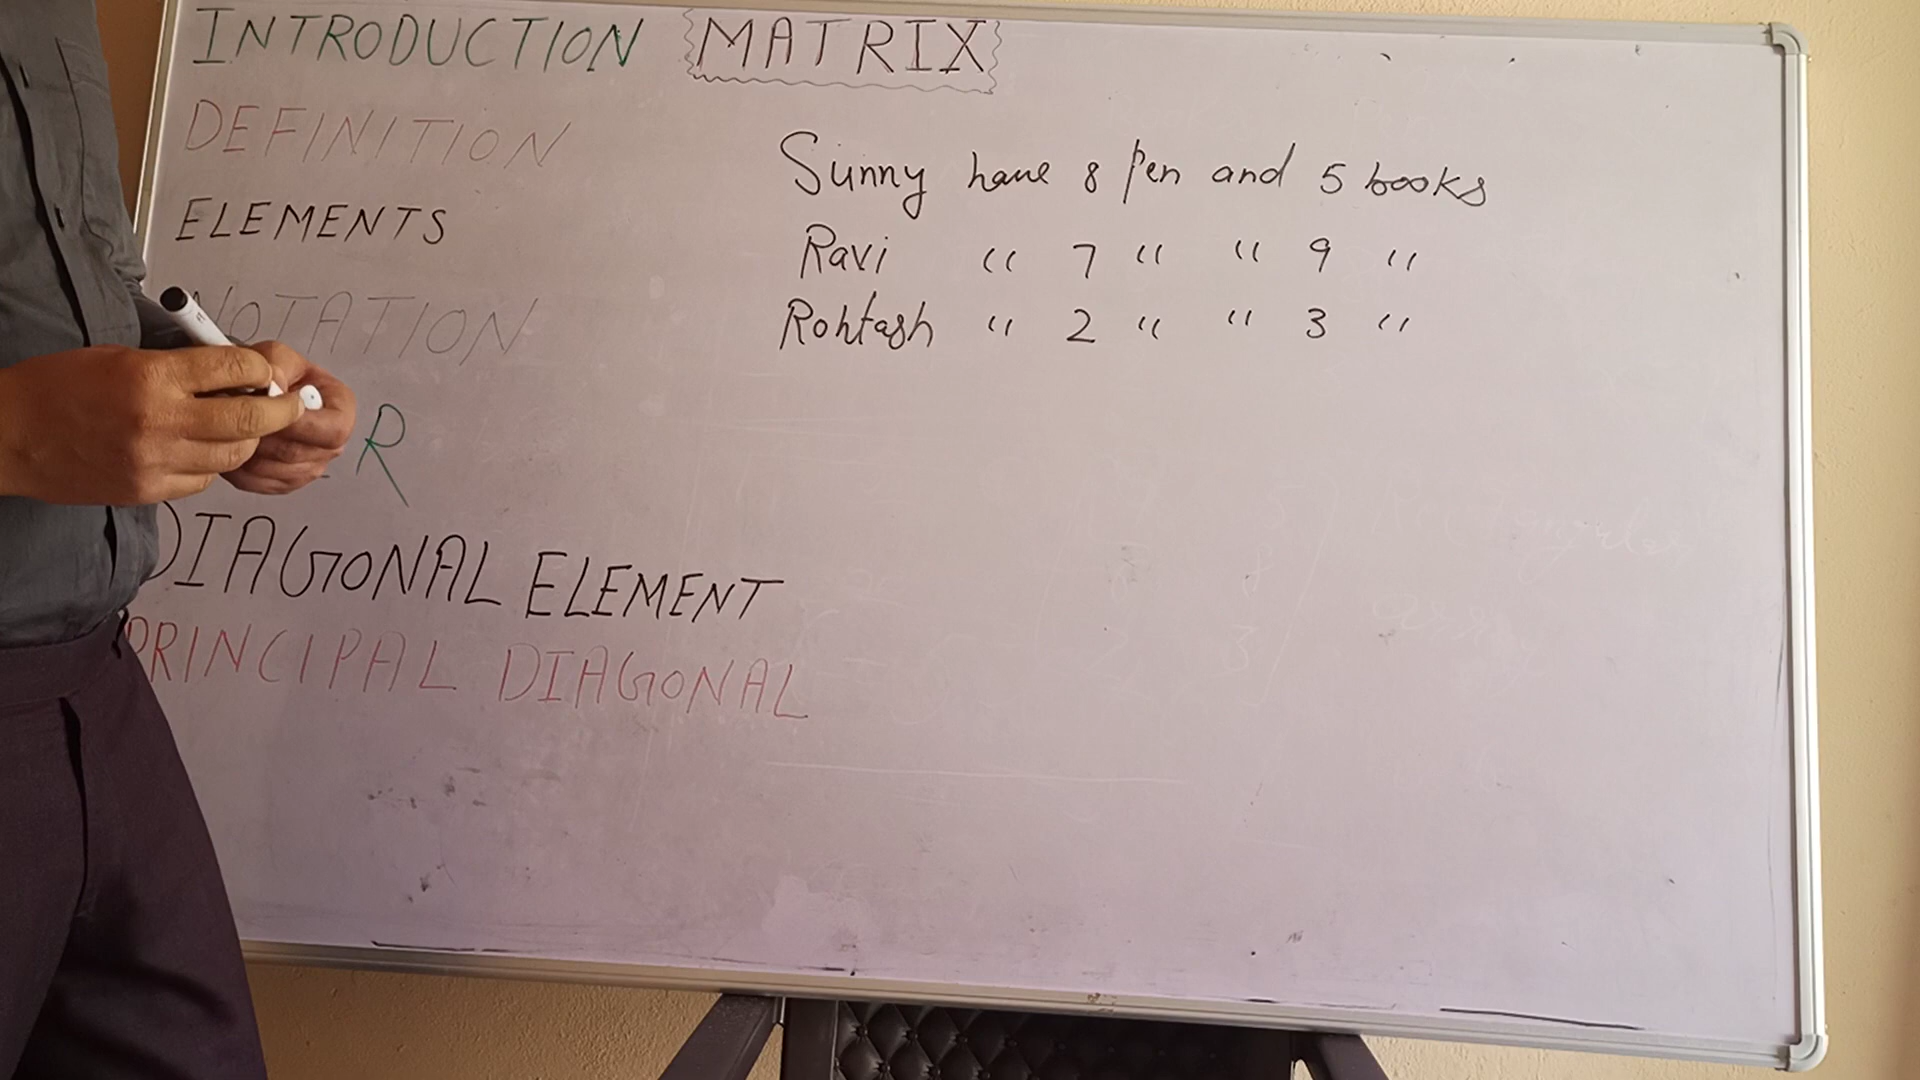 INTRODUCTION MATRIX
DEFINITION
ELEMENTS
NOTATION
R
DIAGONAL ELEMENT
PRINCIPAL DIAGONAL
Sunny have 8 Pen and 5 books
Ravi " 7 " " 9 "
Rohtash " 2 " " 3 "